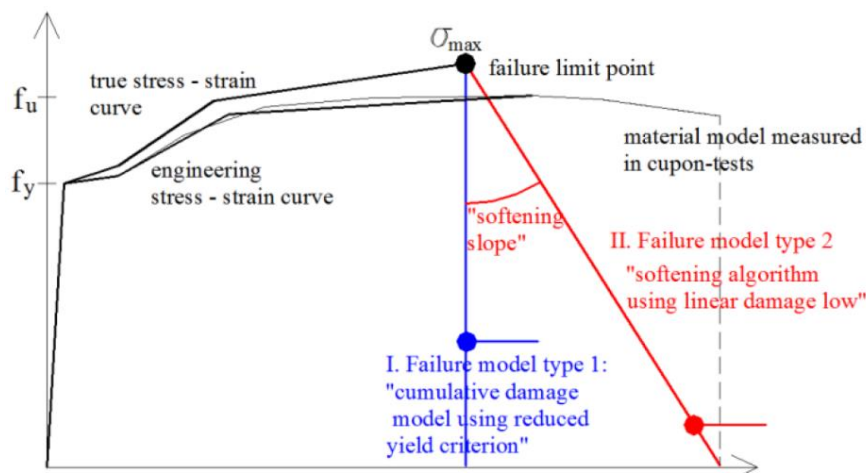 σmax
failure limit point
true stress - strain
curve
fu
material model measured
in cupon-tests
engineering
stress - strain curve
fy
"softening
slope"
II. Failure model type 2
"softening algorithm
using linear damage low"
I. Failure model type 1:
"cumulative damage
model using reduced
yield criterion"